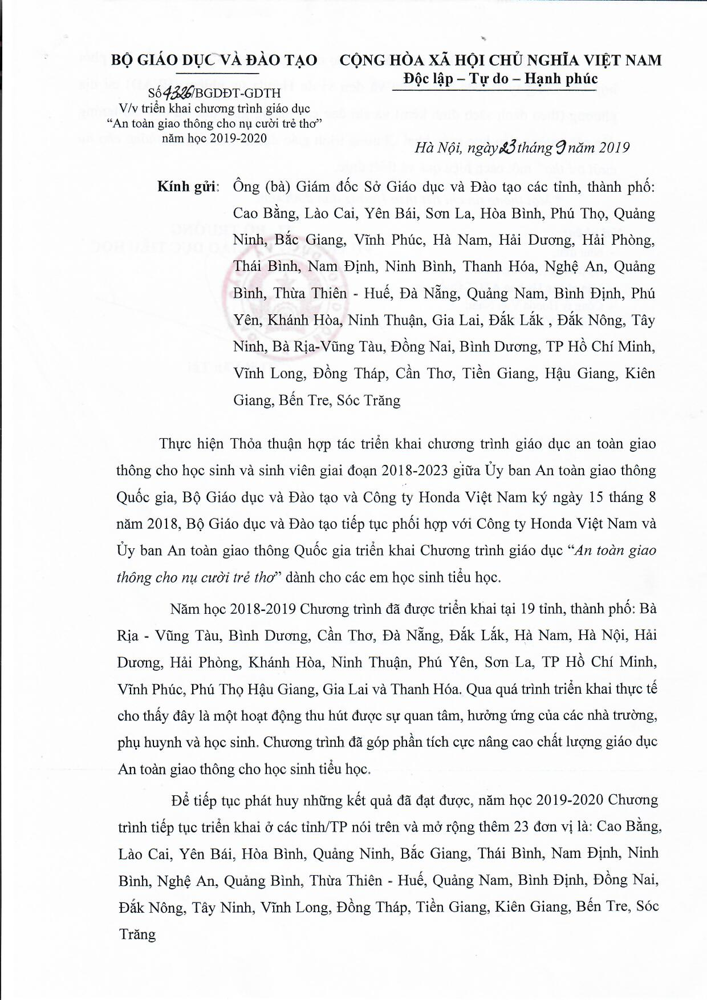 BỘ GIÁO DỤC VÀ ĐÀO TẠO
CỘNG HÒA XÃ HỘI CHỦ NGHĨA VIỆT NAM
Độc lập – Tự do – Hạnh phúc
Số 4326/BGDĐT-GDTH
V/v triển khai chương trình giáo dục
“An toàn giao thông cho nụ cười trẻ thơ”
năm học 2019-2020
Hà Nội, ngày 23 tháng 9 năm 2019
Kính gửi: Ông (bà) Giám đốc Sở Giáo dục và Đào tạo các tỉnh, thành phố:
Cao Bằng, Lào Cai, Yên Bái, Sơn La, Hòa Bình, Phú Thọ, Quảng
Ninh, Bắc Giang, Vĩnh Phúc, Hà Nam, Hải Dương, Hải Phòng,
Thái Bình, Nam Định, Ninh Bình, Thanh Hóa, Nghệ An, Quảng
Bình, Thừa Thiên - Huế, Đà Nẵng, Quảng Nam, Bình Định, Phú
Yên, Khánh Hòa, Ninh Thuận, Gia Lai, Đắk Lắk , Đắk Nông, Tây
Ninh, Bà Rịa-Vũng Tàu, Đồng Nai, Bình Dương, TP Hồ Chí Minh,
Vĩnh Long, Đồng Tháp, Cần Thơ, Tiền Giang, Hậu Giang, Kiên
Giang, Bến Tre, Sóc Trăng
Thực hiện Thỏa thuận hợp tác triển khai chương trình giáo dục an toàn giao
thông cho học sinh và sinh viên giai đoạn 2018-2023 giữa Ủy ban An toàn giao thông
Quốc gia, Bộ Giáo dục và Đào tạo và Công ty Honda Việt Nam ký ngày 15 tháng 8
năm 2018, Bộ Giáo dục và Đào tạo tiếp tục phối hợp với Công ty Honda Việt Nam và
Ủy ban An toàn giao thông Quốc gia triển khai Chương trình giáo dục “An toàn giao
thông cho nụ cười trẻ thơ” dành cho các em học sinh tiểu học.
Năm học 2018-2019 Chương trình đã được triển khai tại 19 tỉnh, thành phố: Bà
Rịa - Vũng Tàu, Bình Dương, Cần Thơ, Đà Nẵng, Đắk Lắk, Hà Nam, Hà Nội, Hải
Dương, Hải Phòng, Khánh Hòa, Ninh Thuận, Phú Yên, Sơn La, TP Hồ Chí Minh,
Vĩnh Phúc, Phú Thọ Hậu Giang, Gia Lai và Thanh Hóa. Qua quá trình triển khai thực tế
cho thấy đây là một hoạt động thu hút được sự quan tâm, hưởng ứng của các nhà trường,
phụ huynh và học sinh. Chương trình đã góp phần tích cực nâng cao chất lượng giáo dục
An toàn giao thông cho học sinh tiểu học.
Để tiếp tục phát huy những kết quả đã đạt được, năm học 2019-2020 Chương
trình tiếp tục triển khai ở các tỉnh/TP nói trên và mở rộng thêm 23 đơn vị là: Cao Bằng,
Lào Cai, Yên Bái, Hòa Bình, Quảng Ninh, Bắc Giang, Thái Bình, Nam Định, Ninh
Bình, Nghệ An, Quảng Bình, Thừa Thiên - Huế, Quảng Nam, Bình Định, Đồng Nai,
Đắk Nông, Tây Ninh, Vĩnh Long, Đồng Tháp, Tiền Giang, Kiên Giang, Bến Tre, Sóc
Trăng